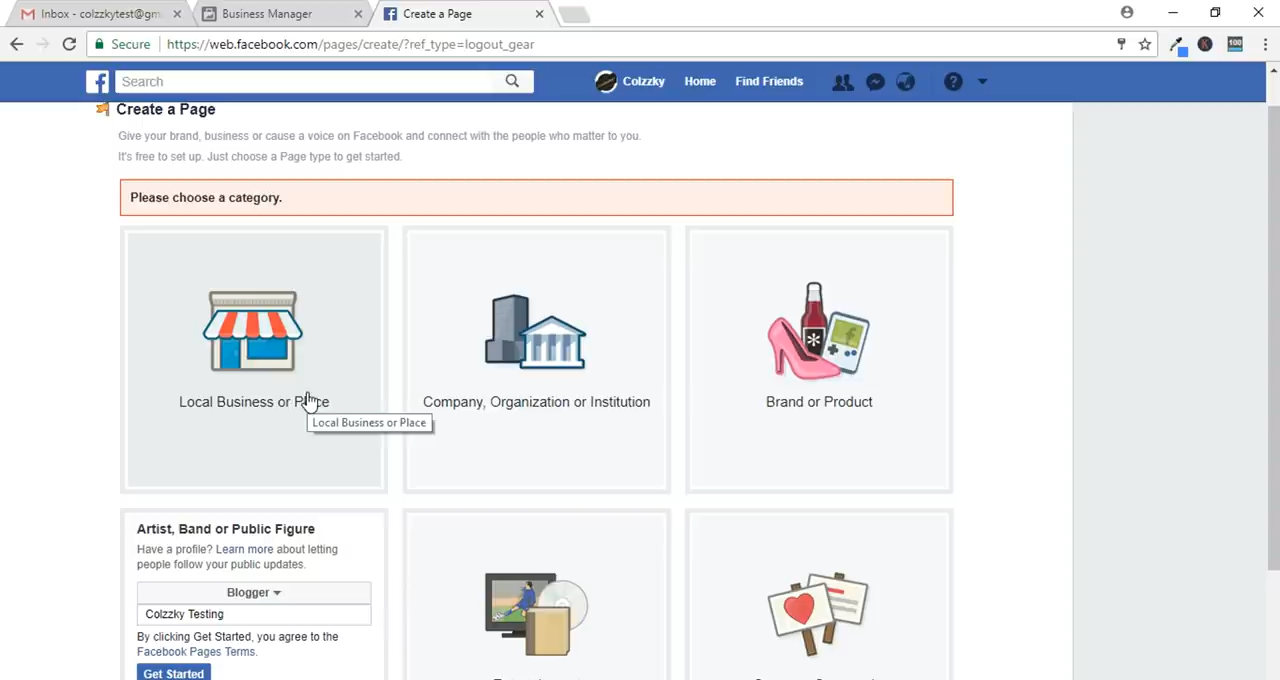 Inbox - colzzkytest@gm
Business Manager
Create a Page
Secure
https://web.facebook.com/pages/create/?ref_type=logout_gear
100
Search
Colzzky
Home
Find Friends
Create a Page
Give your brand, business or cause a voice on Facebook and connect with the people who matter to you.
It's free to set up. Just choose a Page type to get started.
Please choose a category.
Local Business or Place
Company, Organization or Institution
Brand or Product
Local Business or Place
Artist, Band or Public Figure
Have a profile? Learn more about letting
people follow your public updates.
Blogger
Colzzky Testing
By clicking Get Started, you agree to the
Facebook Pages Terms.
Get Started